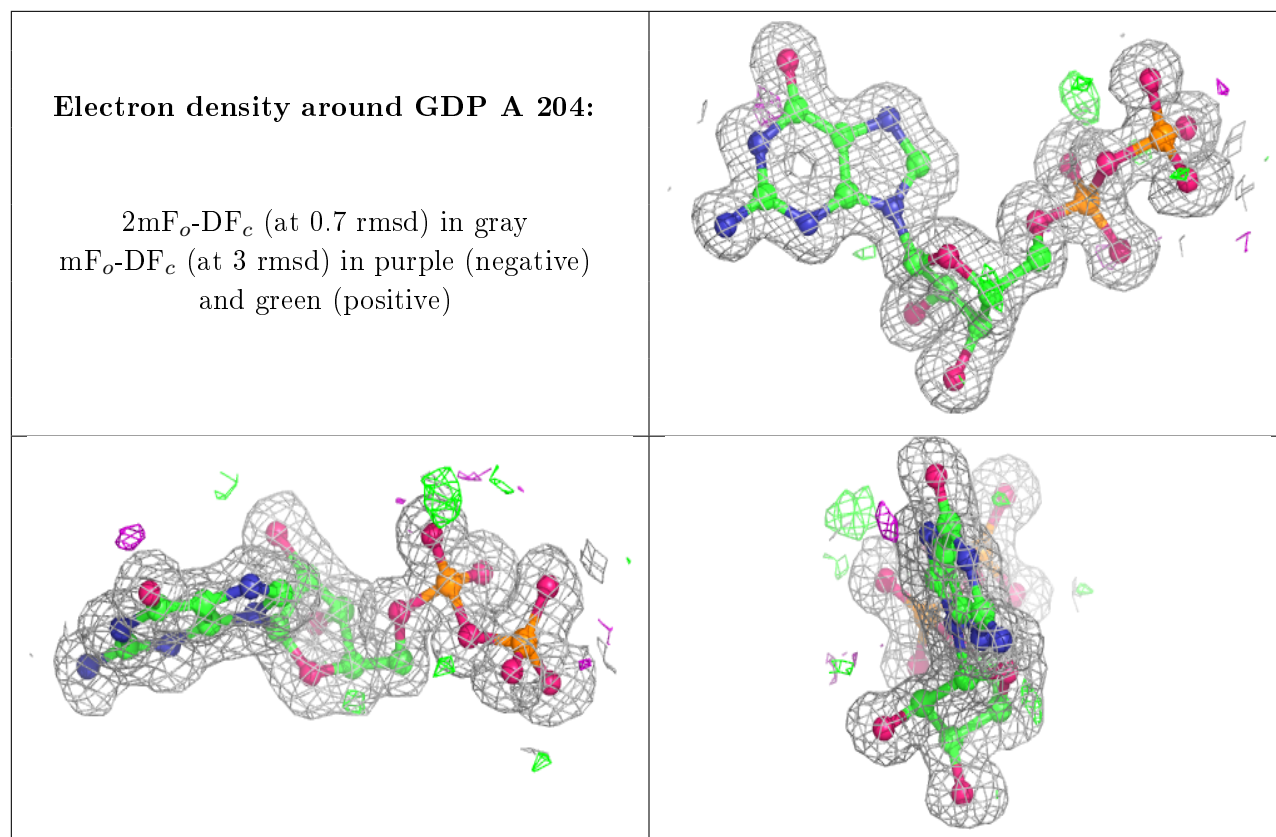 Electron density around GDP A 204:
2mFₒ-DF𝒸 (at 0.7 rmsd) in gray
mFₒ-DF𝒸 (at 3 rmsd) in purple (negative)
and green (positive)